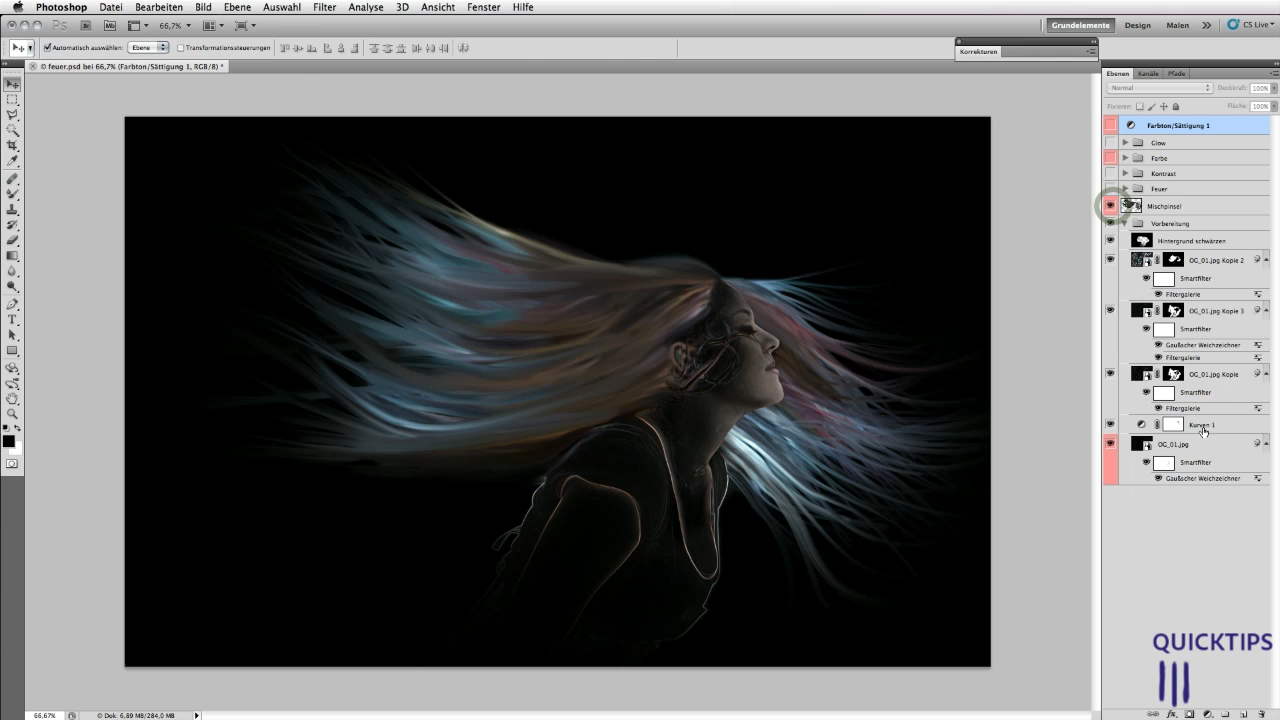 Photoshop Datei Bearbeiten Bild Ebene Auswahl Filter Analyse 3D Ansicht Fenster Hilfe
Ps Br Mb 66,7% Grundelemente Design Malen CS Live
Automatisch auswählen: Ebene Transformationssteuerungen
Korrekturen
© feuer.psd bei 66,7% (Farbton/Sättigung 1, RGB/8) *
Ebenen Kanäle Pfade
Normal Deckkraft: 100%
Fixieren: Fläche: 100%
Farbton/Sättigung 1
Glow
Farbe
Kontrast
Feuer
Mischpinsel
Vorbereitung
Hintergrund schwärzen
OG_01.jpg Kopie 2
Smartfilter
Filtergalerie
OG_01.jpg Kopie 3
Smartfilter
Gaußscher Weichzeichner
Filtergalerie
OG_01.jpg Kopie
Smartfilter
Filtergalerie
Kurven 1
OG_01.jpg
Smartfilter
Gaußscher Weichzeichner
QUICKTIPS
66,67% © Dok: 6,89 MB/284,0 MB